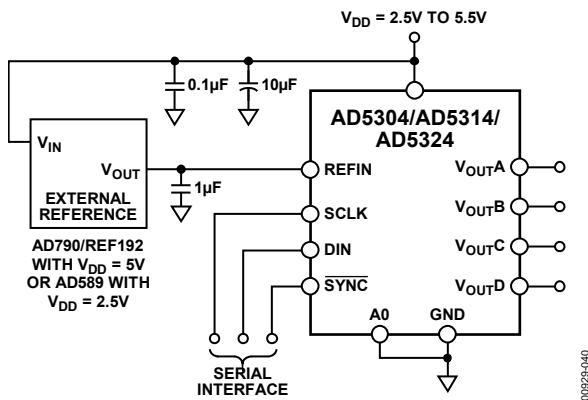 V_DD = 2.5V TO 5.5V
0.1µF
10µF
AD5304/AD5314/
AD5324
V_IN
V_OUT
EXTERNAL
REFERENCE
1µF
AD790/REF192
WITH V_DD = 5V
OR AD589 WITH
V_DD = 2.5V
REFIN
SCLK
DIN
SYNC
V_OUTA
V_OUTB
V_OUTC
V_OUTD
A0
GND
SERIAL
INTERFACE
00929-040